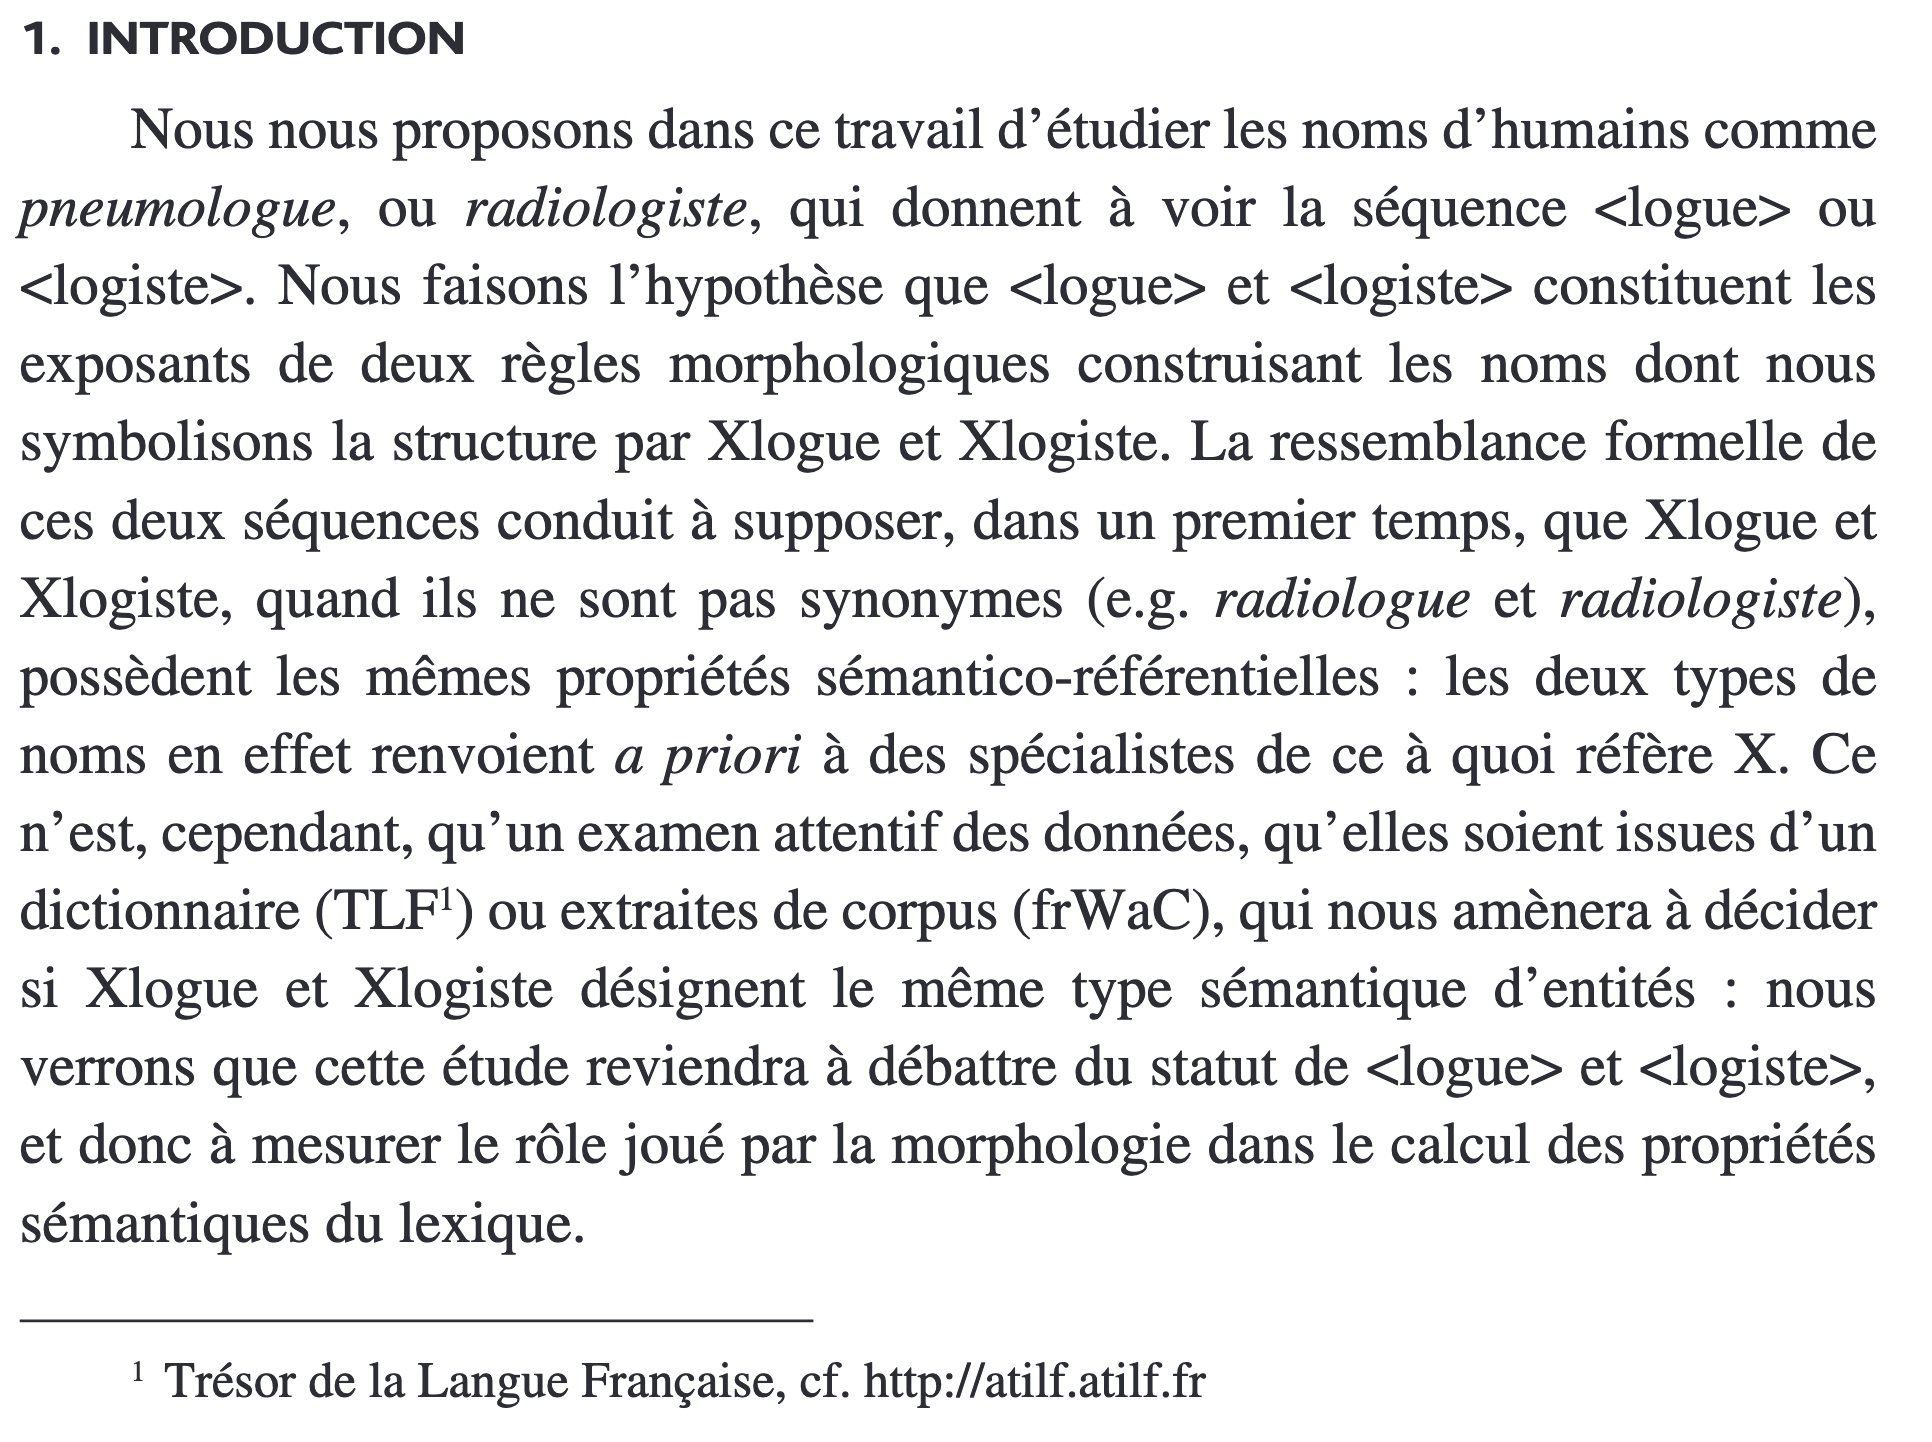 1. INTRODUCTION
Nous nous proposons dans ce travail d’étudier les noms d’humains comme
pneumologue, ou radiologiste, qui donnent à voir la séquence <logue> ou
<logiste>. Nous faisons l’hypothèse que <logue> et <logiste> constituent les
exposants de deux règles morphologiques construisant les noms dont nous
symbolisons la structure par Xlogue et Xlogiste. La ressemblance formelle de
ces deux séquences conduit à supposer, dans un premier temps, que Xlogue et
Xlogiste, quand ils ne sont pas synonymes (e.g. radiologue et radiologiste),
possèdent les mêmes propriétés sémantico-référentielles : les deux types de
noms en effet renvoient a priori à des spécialistes de ce à quoi réfère X. Ce
n’est, cependant, qu’un examen attentif des données, qu’elles soient issues d’un
dictionnaire (TLF¹) ou extraites de corpus (frWaC), qui nous amènera à décider
si Xlogue et Xlogiste désignent le même type sémantique d’entités : nous
verrons que cette étude reviendra à débattre du statut de <logue> et <logiste>,
et donc à mesurer le rôle joué par la morphologie dans le calcul des propriétés
sémantiques du lexique.
¹ Trésor de la Langue Française, cf. http://atilf.atilf.fr